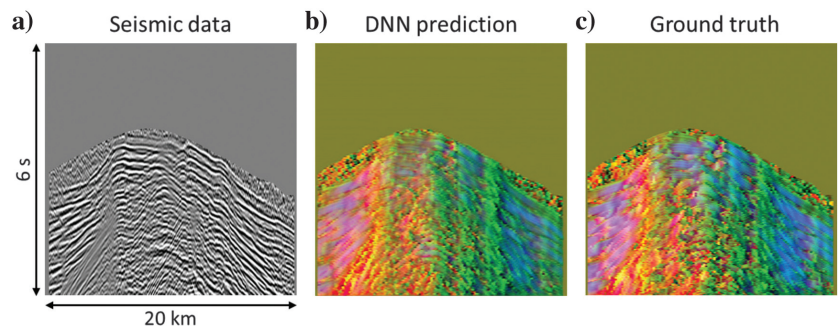 a) Seismic data
b) DNN prediction
c) Ground truth
6 s
20 km